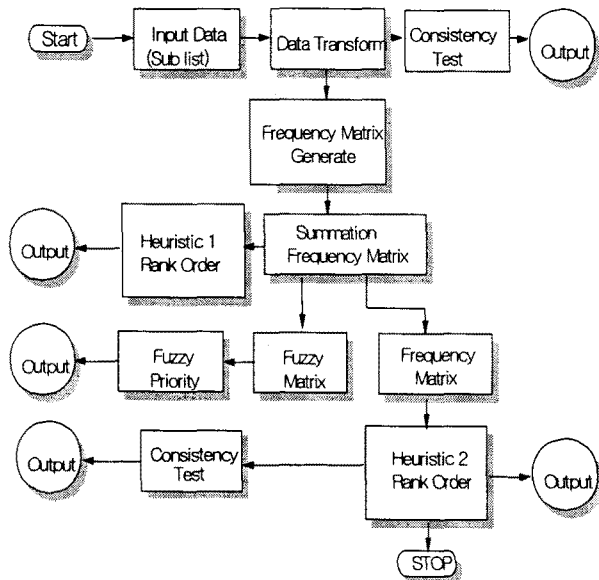 Start
Input Data
(Sub list)
Data Transform
Consistency
Test
Output
Frequency Matrix
Generate
Output
Heuristic 1
Rank Order
Summation
Frequency Matrix
Output
Fuzzy
Priority
Fuzzy
Matrix
Frequency
Matrix
Output
Consistency
Test
Heuristic 2
Rank Order
Output
STOP